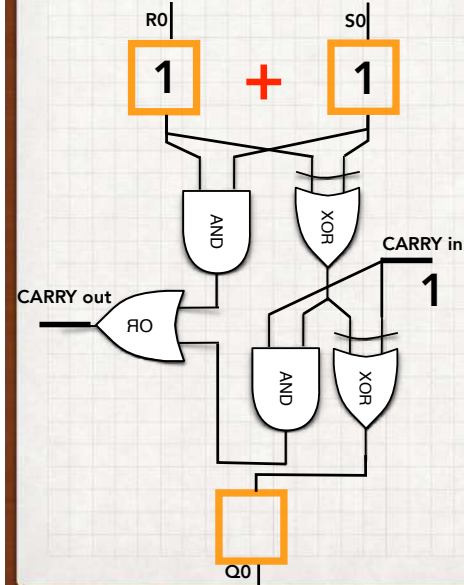 R0 S0
1 + 1
AND XOR
CARRY in
1
CARRY out
OR
AND XOR
Q0